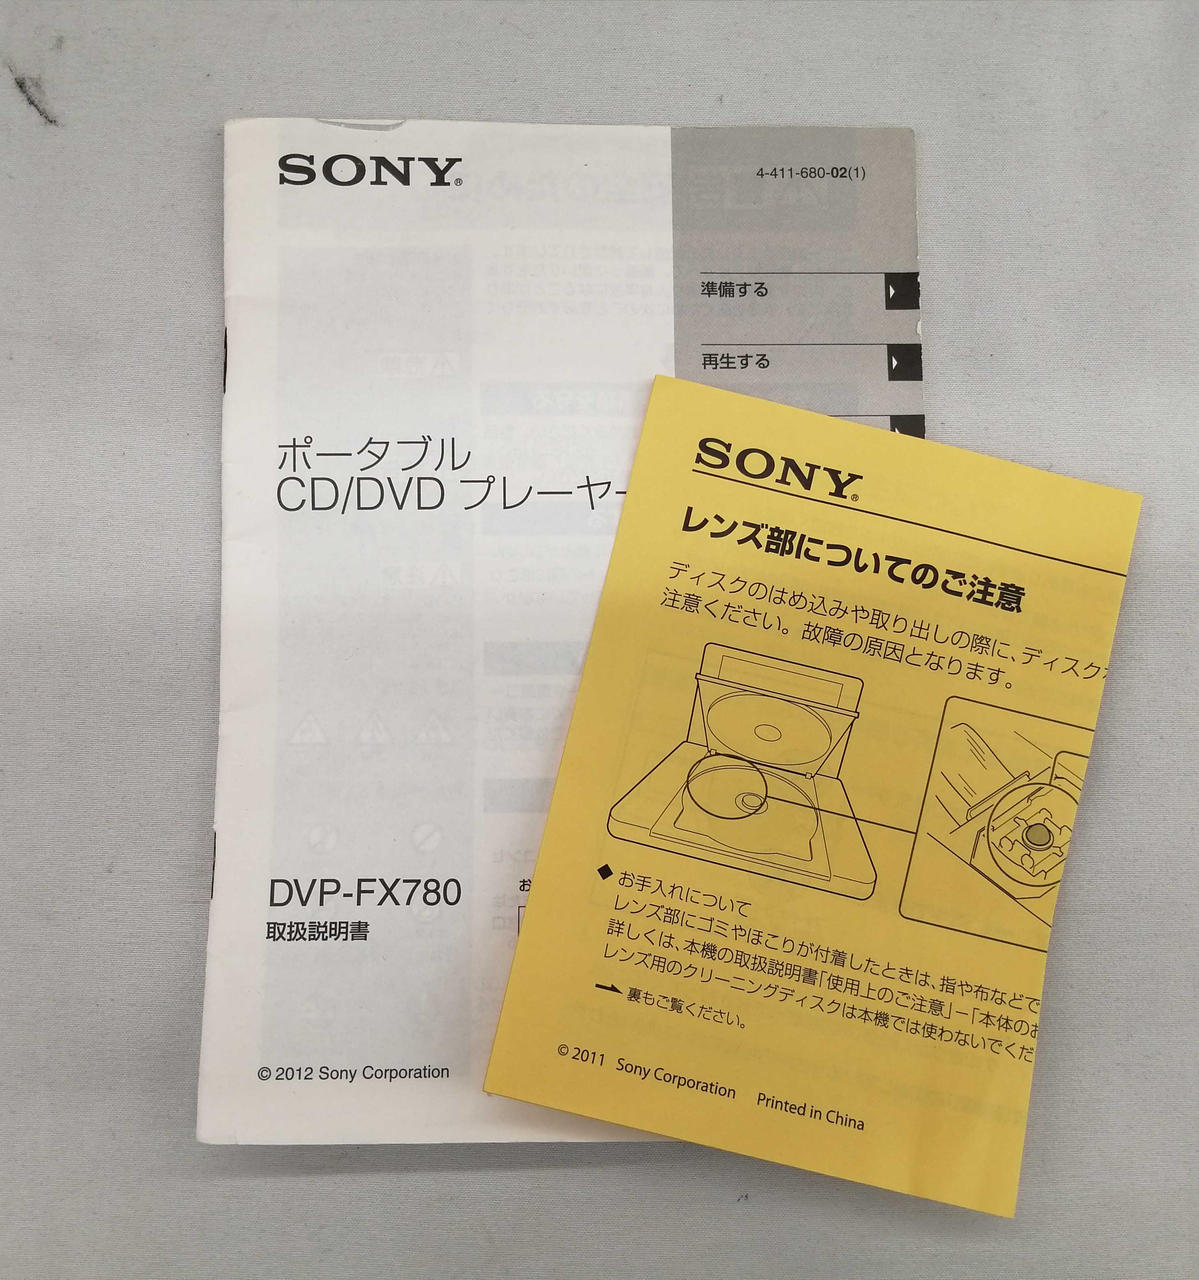 SONY®
4-411-680-02(1)
準備する
再生する
ポータブル
CD/DVD プレーヤー
DVP-FX780
取扱説明書
お
© 2012 Sony Corporation
SONY®
レンズ部についてのご注意
ディスクのはめ込みや取り出しの際に、ディスク
注意ください。故障の原因となります。
◆お手入れについて
レンズ部にゴミやほこりが付着したときは、指や布などで
詳しくは、本機の取扱説明書「使用上のご注意」－「本体のお
レンズ用のクリーニングディスクは本機では使わないでくだ
裏もご覧ください。
© 2011 Sony Corporation Printed in China